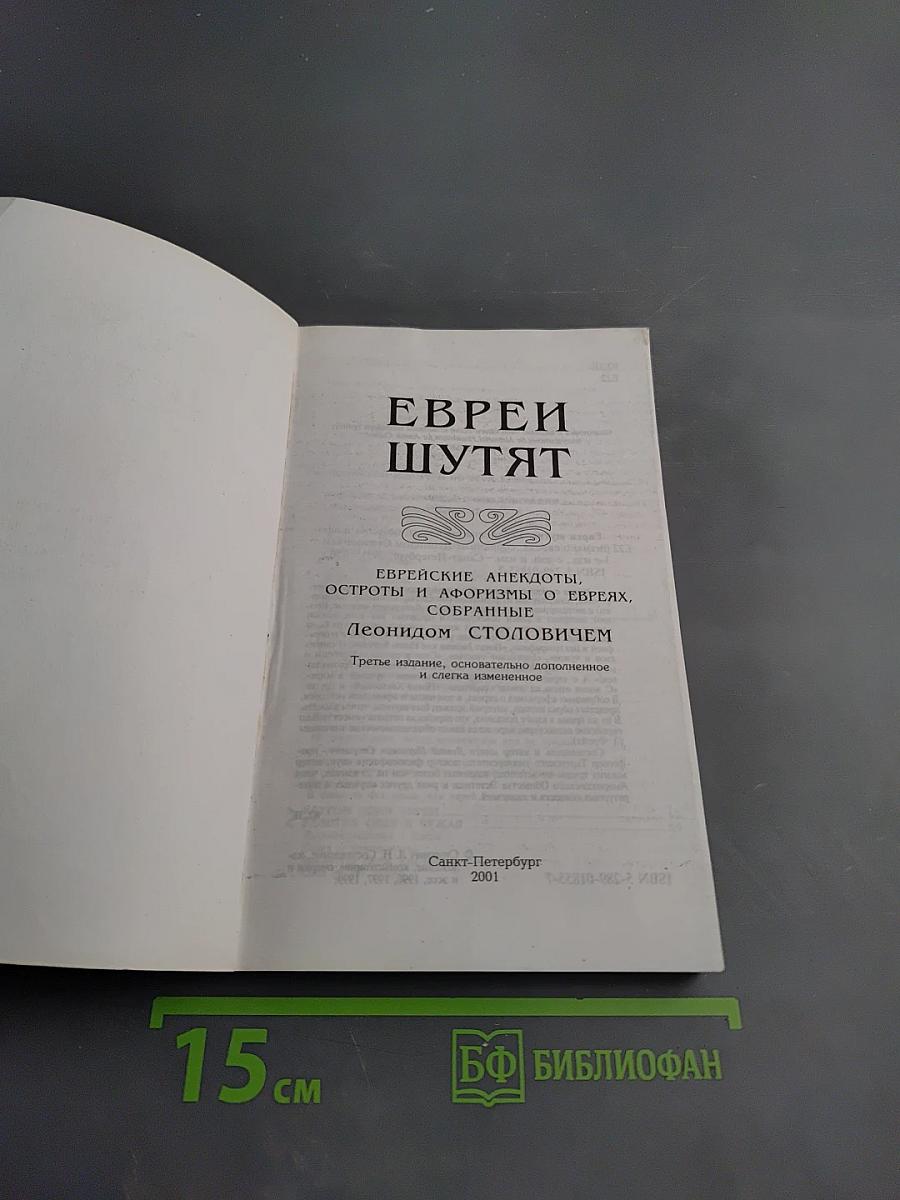 ЕВРЕИ
ШУТЯТ
ЕВРЕЙСКИЕ АНЕКДОТЫ,
ОСТРОТЫ И АФОРИЗМЫ О ЕВРЕЯХ,
СОБРАННЫЕ
Леонидом СТОЛОВИЧЕМ
Третье издание, основательно дополненное
и слегка измененное
Санкт-Петербург
2001
15 см
БФ БИБЛИОФАН